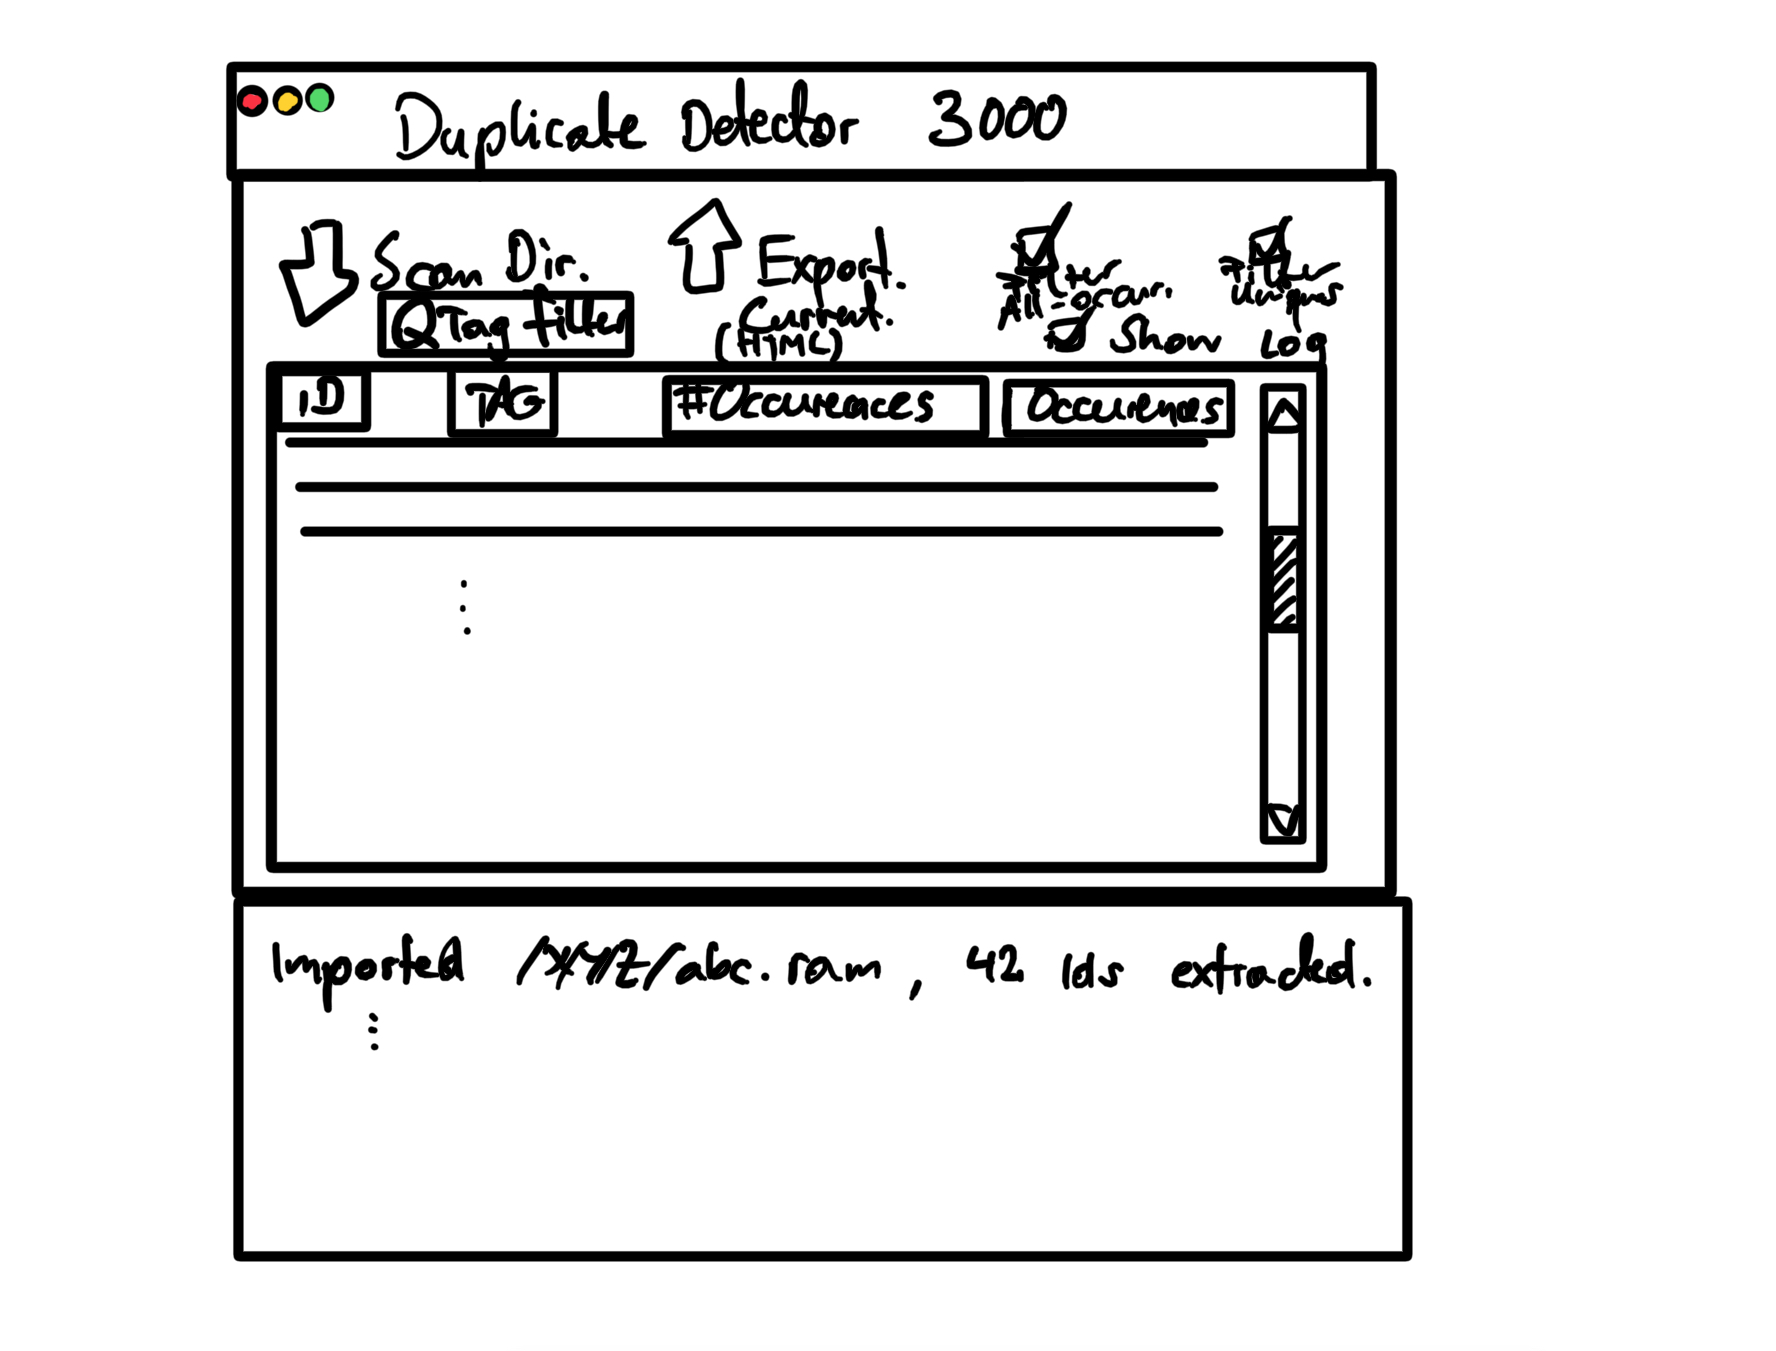 Duplicate Detector 3000
Scan Dir.
Tag filter
Export.
Current.
(HTML)
Filter
All-occur.
Filter
Uniques
Show Log
ID TAG #Occurences Occurences
Imported /XYZ/abc.ram, 42 Ids extracted.